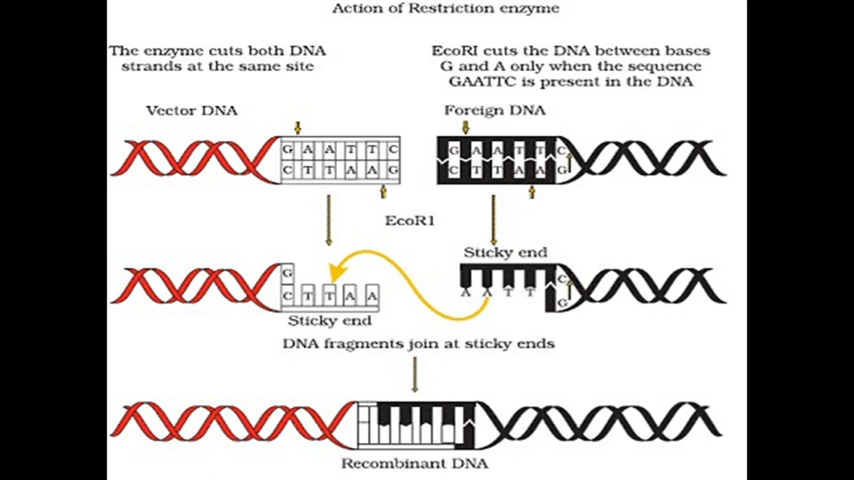 Action of Restriction enzyme
The enzyme cuts both DNA
strands at the same site
EcoRI cuts the DNA between bases
G and A only when the sequence
GAATTC is present in the DNA
Vector DNA
Foreign DNA
G A A T T C
C T T A A G
G A A T T C
C T T A A G
EcoR1
Sticky end
G
C T T A A
C
A A T T G
Sticky end
DNA fragments join at sticky ends
Recombinant DNA